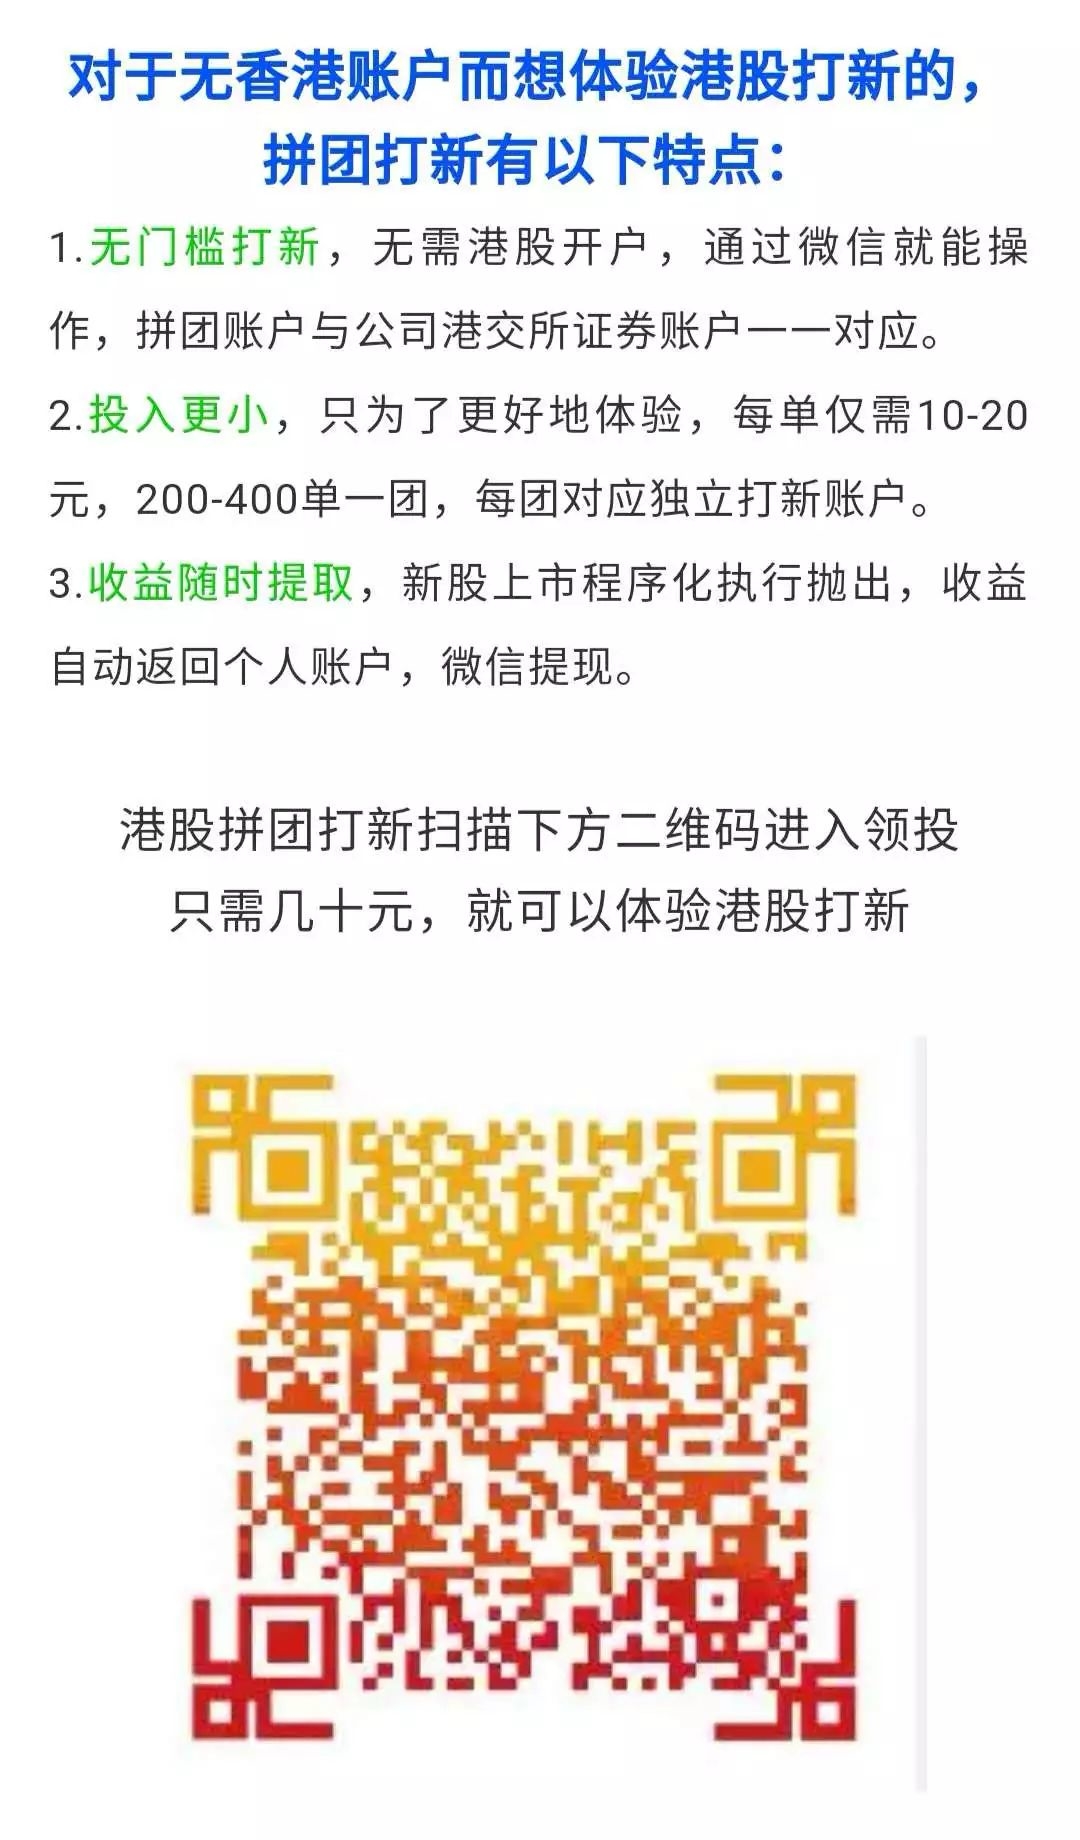 对于无香港账户而想体验港股打新的，
拼团打新有以下特点：
1.无门槛打新，无需港股开户，通过微信就能操
作，拼团账户与公司港交所证券账户一一对应。
2.投入更小，只为了更好地体验，每单仅需10-20
元，200-400单一团，每团对应独立打新账户。
3.收益随时提取，新股上市程序化执行抛出，收益
自动返回个人账户，微信提现。
港股拼团打新扫描下方二维码进入领投
只需几十元，就可以体验港股打新